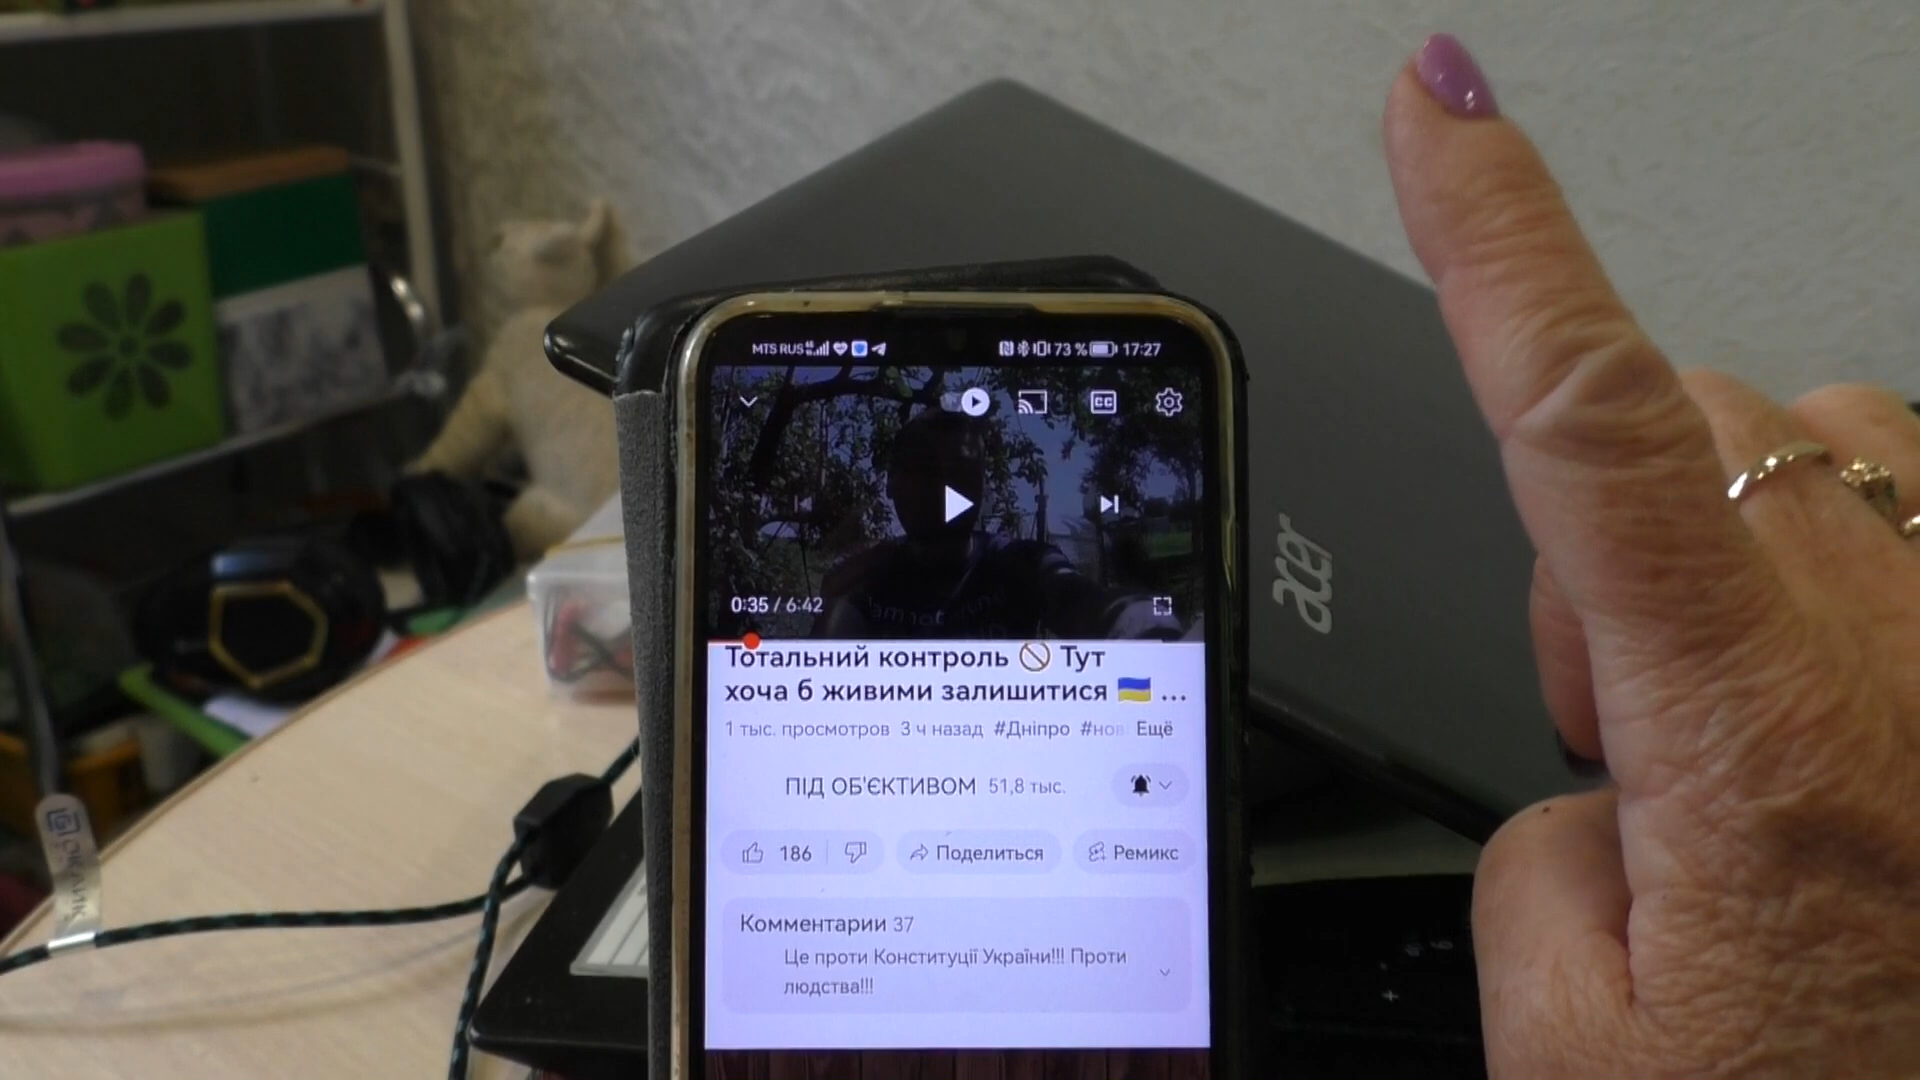 MTS RUS 73 % 17:27
CC
0:35 / 6:42
Тотальний контроль 🚫 Тут
хоча б живими залишитися 🇺🇦 ...
1 тыс. просмотров 3 ч назад #Дніпро #нов Ещё
ПІД ОБ'ЄКТИВОМ 51,8 тыс.
186 Поделиться Ремикс
Комментарии 37
Це проти Конституції України!!! Проти
людства!!!
acer